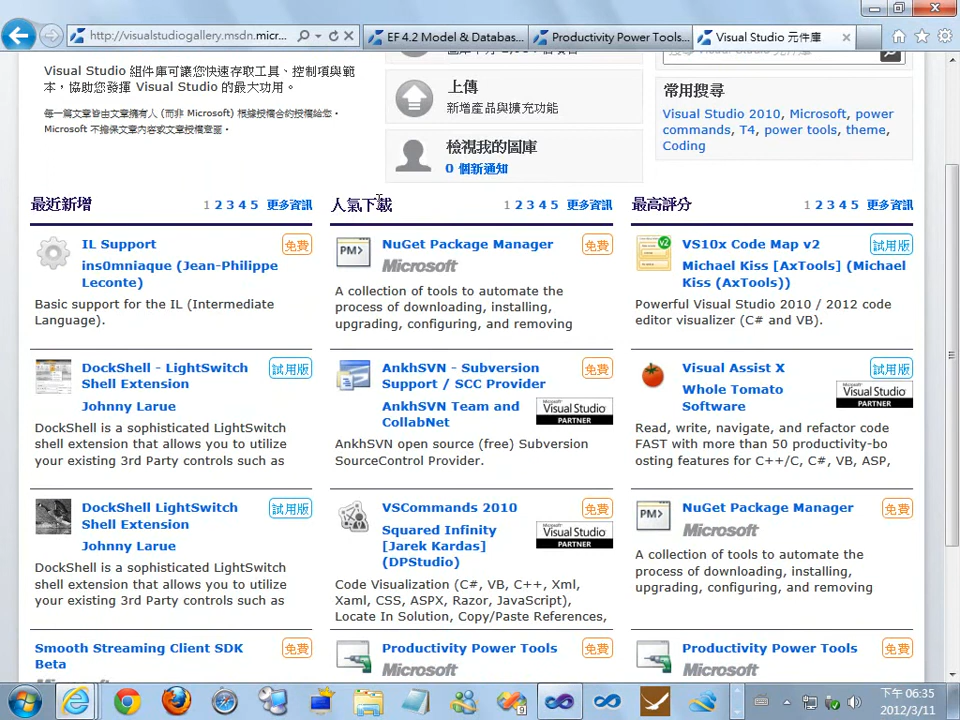 http://visualstudiogallery.msdn.micr...
EF 4.2 Model & Databas...
Productivity Power Tools...
Visual Studio 元件庫
Visual Studio 組件庫可讓您快速存取工具、控制項與範
本，協助您發揮 Visual Studio 的最大功用。
每一篇文章皆由文章擁有人 (而非 Microsoft) 根據授權合約授權給您。
Microsoft 不擔保文章內容或文章授權意旨。
上傳
新增產品與擴充功能
檢視我的圖庫
0 個新通知
常用搜尋
Visual Studio 2010, Microsoft, power
commands, T4, power tools, theme,
Coding
最近新增
1 2 3 4 5 更多資訊
IL Support
免費
ins0mniaque (Jean-Philippe
Leconte)
Basic support for the IL (Intermediate
Language).
DockShell - LightSwitch
Shell Extension
試用版
Johnny Larue
DockShell is a sophisticated LightSwitch
shell extension that allows you to utilize
your existing 3rd Party controls such as
DockShell LightSwitch
Shell Extension
試用版
Johnny Larue
DockShell is a sophisticated LightSwitch
shell extension that allows you to utilize
your existing 3rd Party controls such as
Smooth Streaming Client SDK
Beta
免費
人氣下載
1 2 3 4 5 更多資訊
PM>
NuGet Package Manager
免費
Microsoft
A collection of tools to automate the
process of downloading, installing,
upgrading, configuring, and removing
AnkhSVN - Subversion
Support / SCC Provider
免費
AnkhSVN Team and
CollabNet
Microsoft
Visual Studio
PARTNER
AnkhSVN open source (free) Subversion
SourceControl Provider.
VSCommands 2010
免費
Squared Infinity
[Jarek Kardas]
(DPStudio)
Microsoft
Visual Studio
PARTNER
Code Visualization (C#, VB, C++, Xml,
Xaml, CSS, ASPX, Razor, JavaScript),
Locate In Solution, Copy/Paste References,
Productivity Power Tools
免費
Microsoft
最高評分
1 2 3 4 5 更多資訊
v2
VS10x Code Map v2
試用版
Michael Kiss [AxTools] (Michael
Kiss (AxTools))
Powerful Visual Studio 2010 / 2012 code
editor visualizer (C# and VB).
Visual Assist X
試用版
Whole Tomato
Software
Microsoft
Visual Studio
PARTNER
Read, write, navigate, and refactor code
FAST with more than 50 productivity-bo
osting features for C++/C, C#, VB, ASP,
PM>
NuGet Package Manager
免費
Microsoft
A collection of tools to automate the
process of downloading, installing,
upgrading, configuring, and removing
Productivity Power Tools
免費
Microsoft
9
下午 06:35
2012/3/11